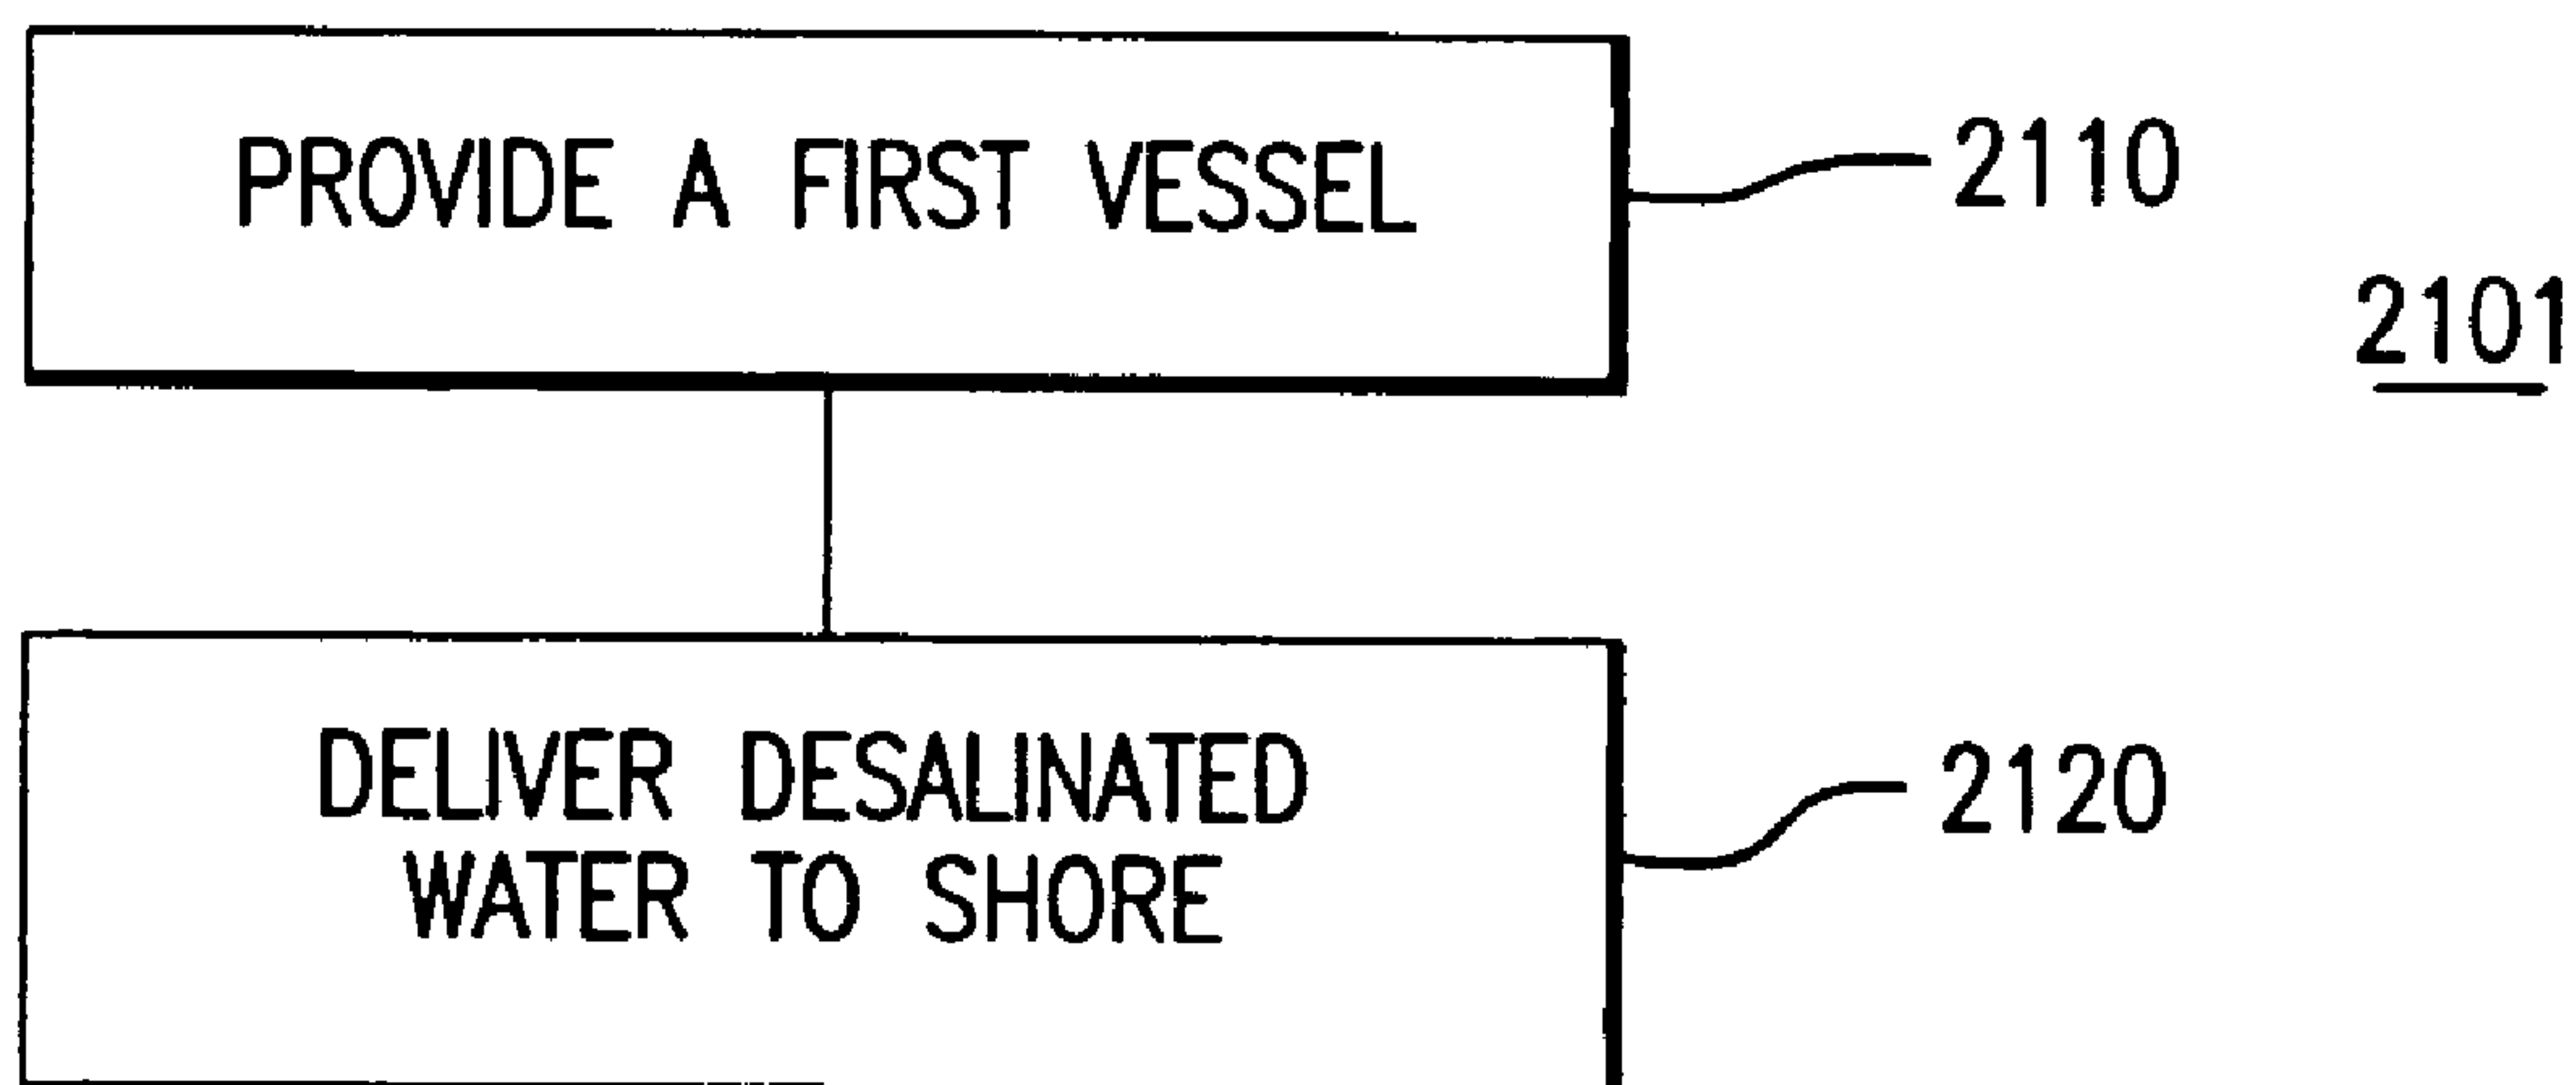 PROVIDE A FIRST VESSEL
2110
2101
DELIVER DESALINATED
WATER TO SHORE
2120